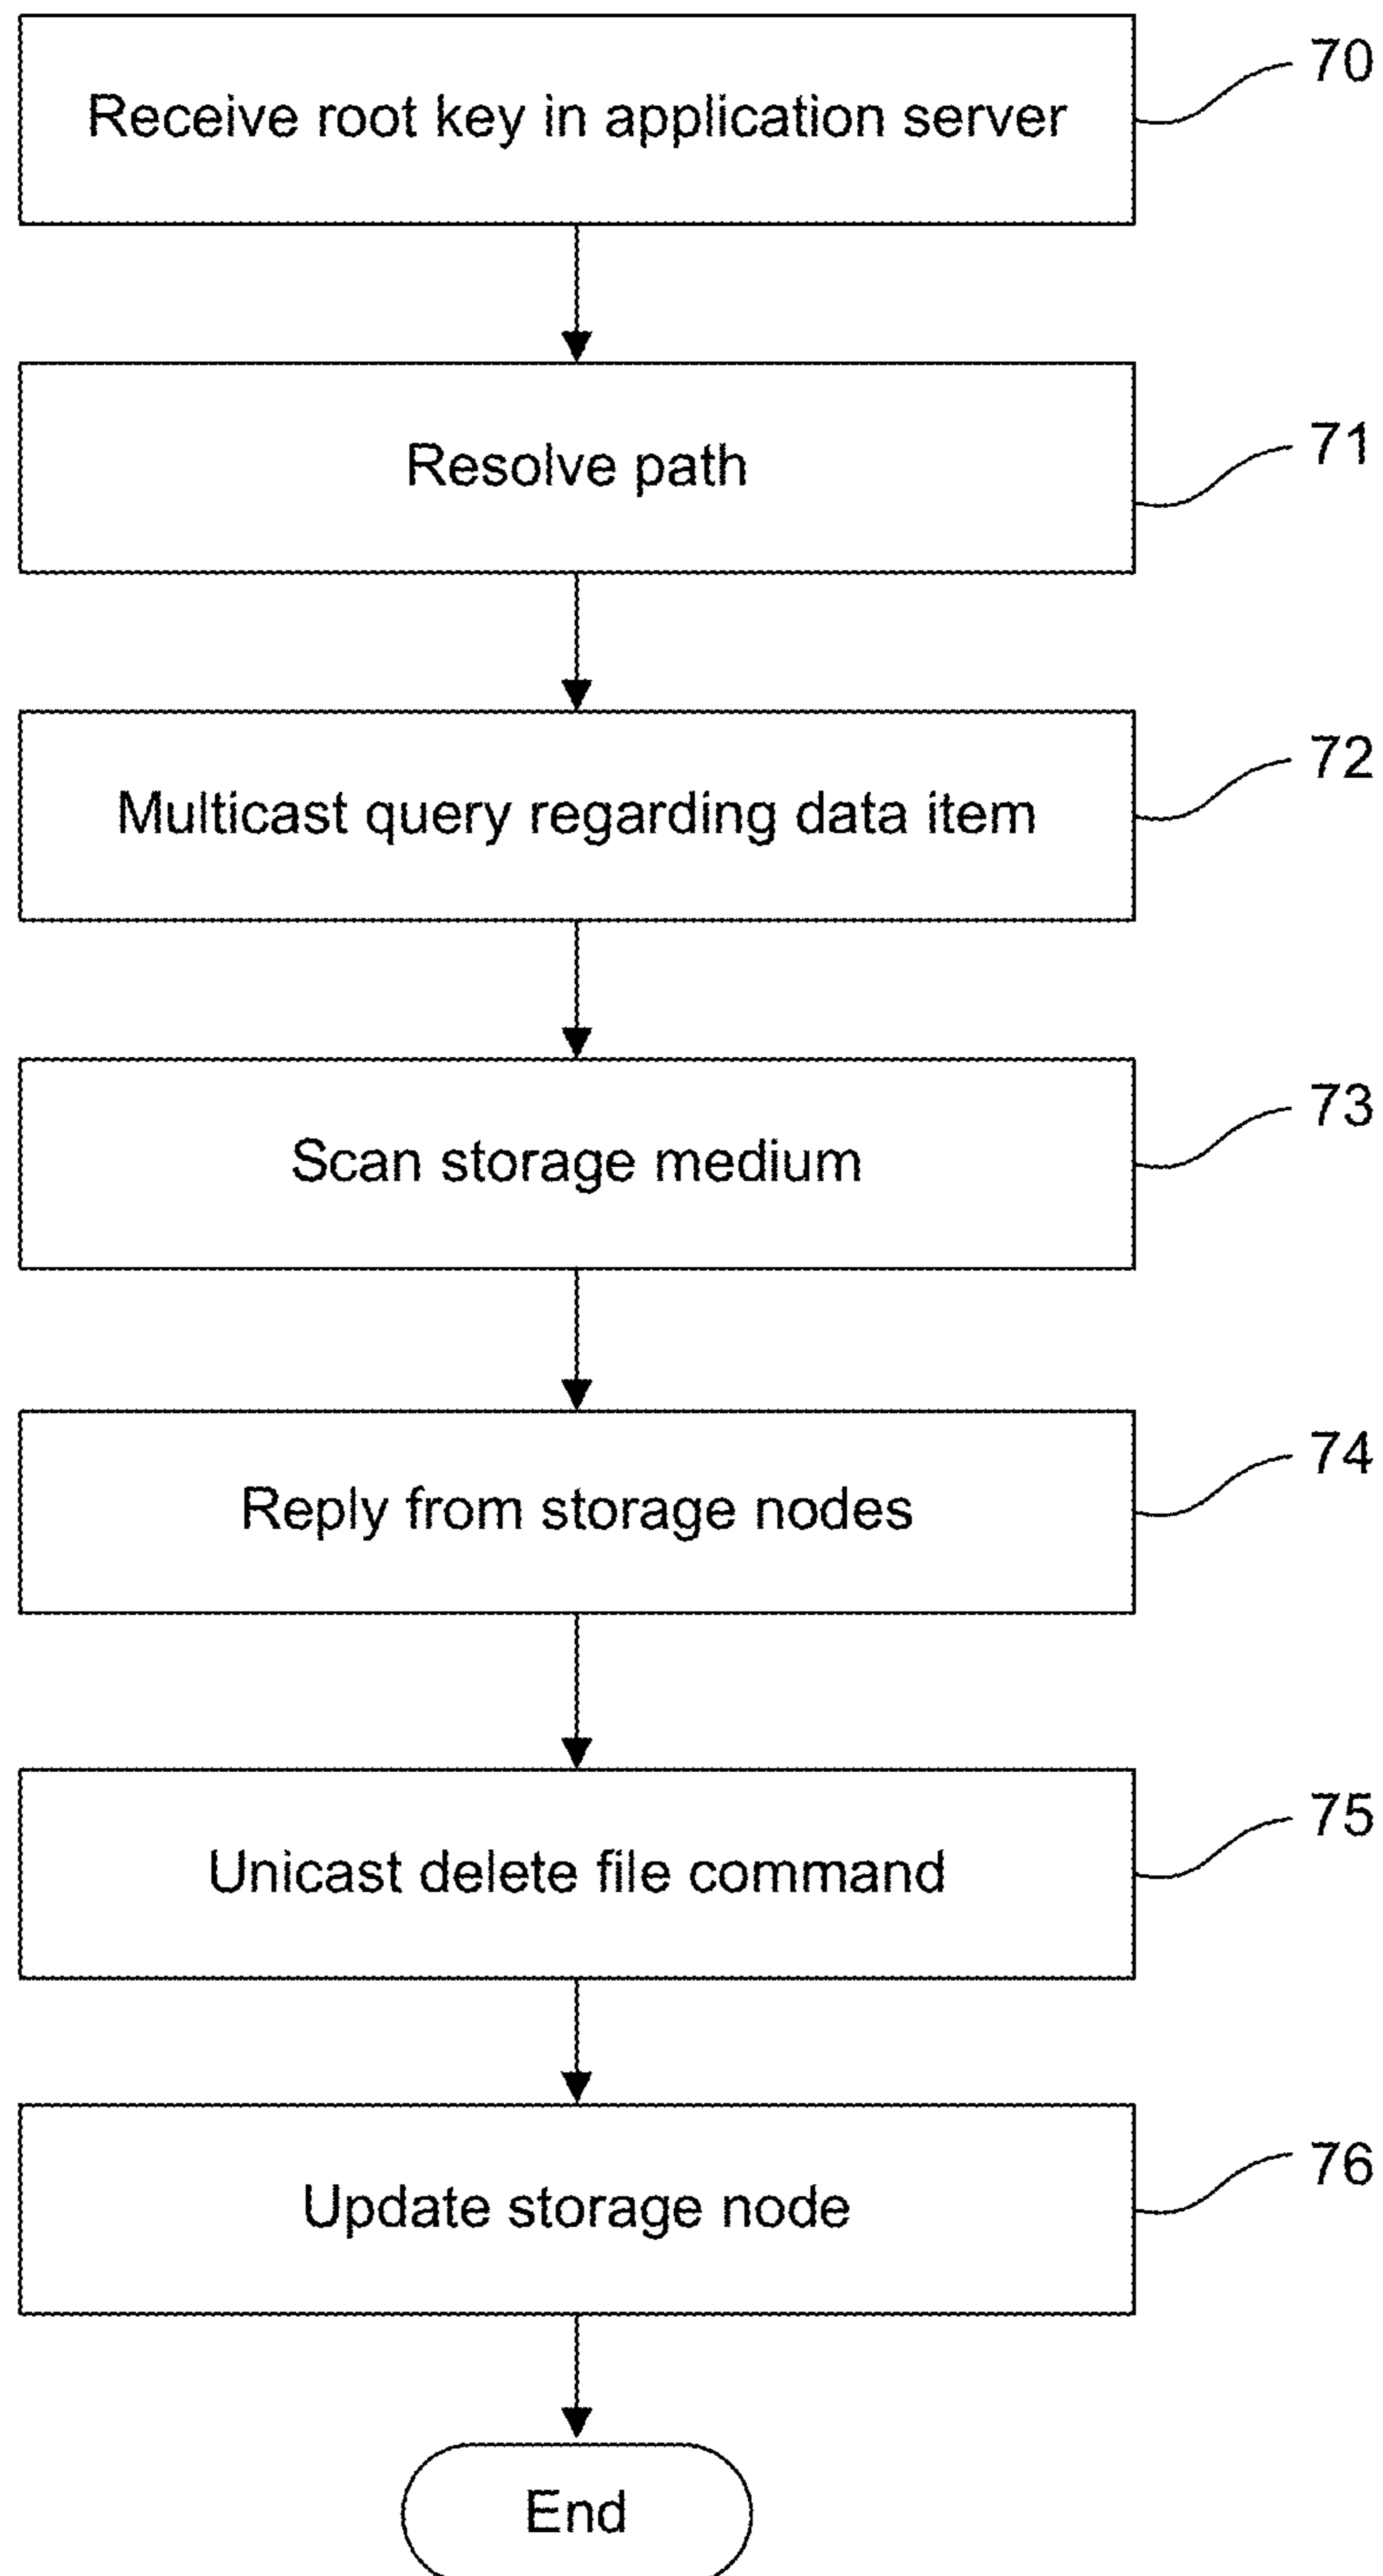 Receive root key in application server
70
Resolve path
71
Multicast query regarding data item
72
Scan storage medium
73
Reply from storage nodes
74
Unicast delete file command
75
Update storage node
76
End